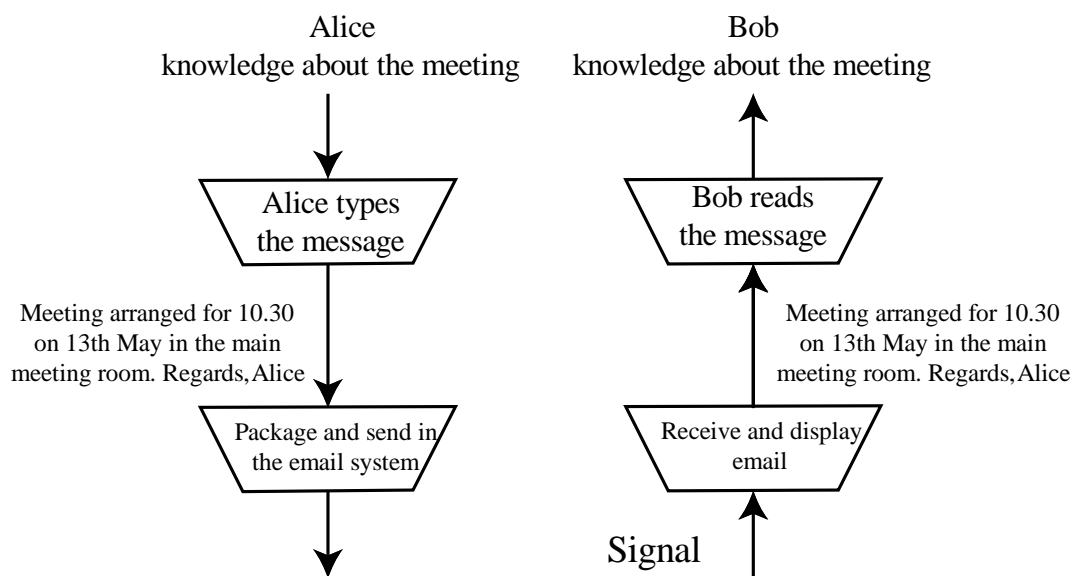 Alice
knowledge about the meeting
Alice types
the message
Meeting arranged for 10.30
on 13th May in the main
meeting room. Regards,Alice
Package and send in
the email system
Bob
knowledge about the meeting
Bob reads
the message
Meeting arranged for 10.30
on 13th May in the main
meeting room. Regards,Alice
Receive and display
email
Signal